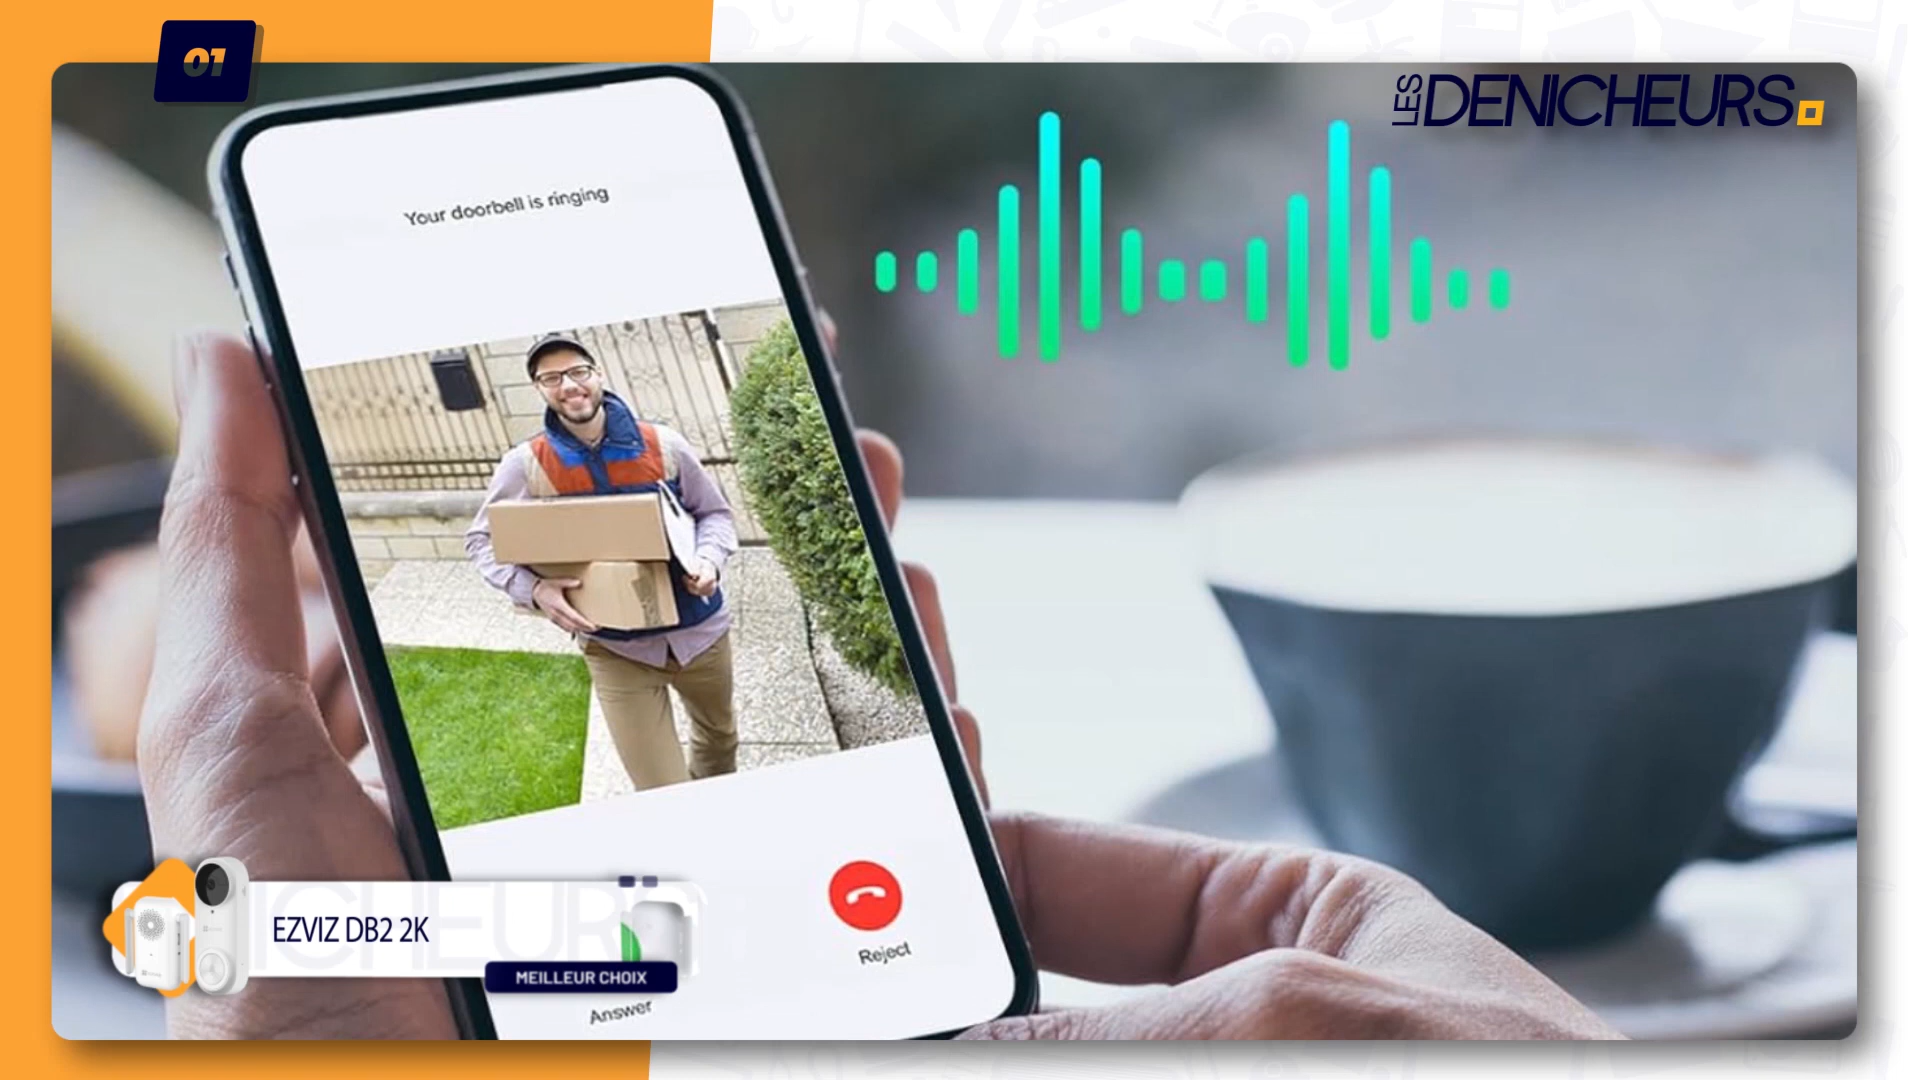 01
LES DENICHEURS
Your doorbell is ringing
EZVIZ DB2 2K
MEILLEUR CHOIX
Reject
Answer